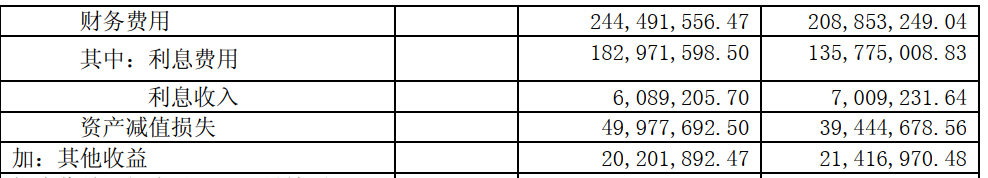 财务费用 244,491,556.47 208,853,249.04
其中：利息费用 182,971,598.50 135,775,008.83
利息收入 6,089,205.70 7,009,231.64
资产减值损失 49,977,692.50 39,444,678.56
加：其他收益 20,201,892.47 21,416,970.48